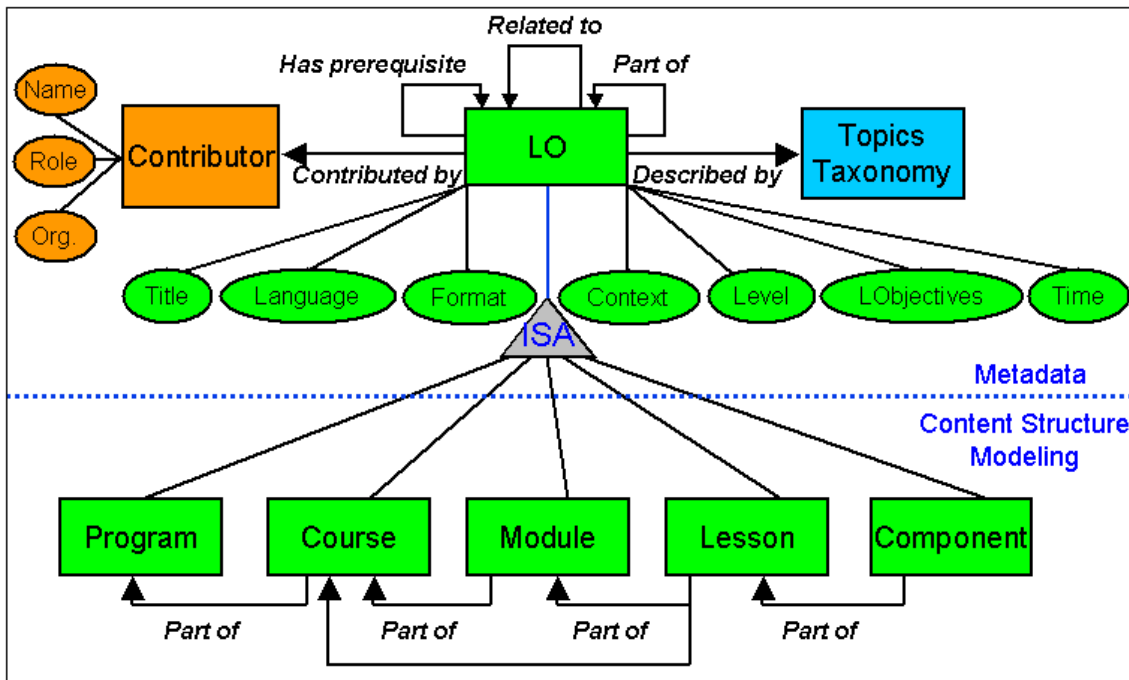 Related to
Has prerequisite
Part of
Name
Role
Org.
Contributor
LO
Topics
Taxonomy
Contributed by
Described by
Title
Language
Format
Context
Level
LObjectives
Time
ISA
Metadata
Content Structure
Modeling
Program
Course
Module
Lesson
Component
Part of
Part of
Part of
Part of